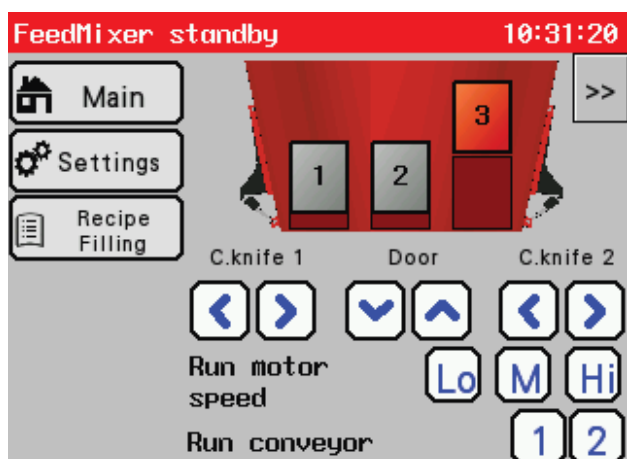 FeedMixer standby 10:31:20
Main
Settings
Recipe
Filling
1 2 3
>>
C.knife 1 Door C.knife 2
Run motor
speed
Lo M Hi
Run conveyor 1 2